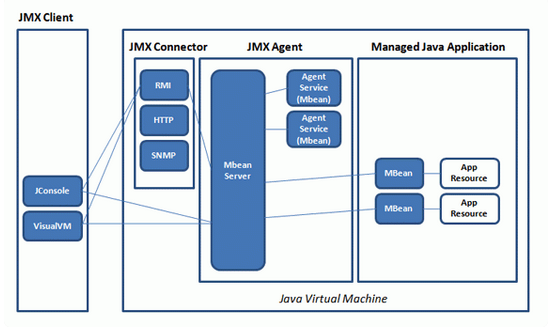 JMX Client
JMX Connector
JMX Agent
Managed Java Application
RMI
HTTP
SNMP
Mbean
Server
Agent
Service
(Mbean)
Agent
Service
(Mbean)
JConsole
VisualVM
MBean
App
Resource
MBean
App
Resource
Java Virtual Machine